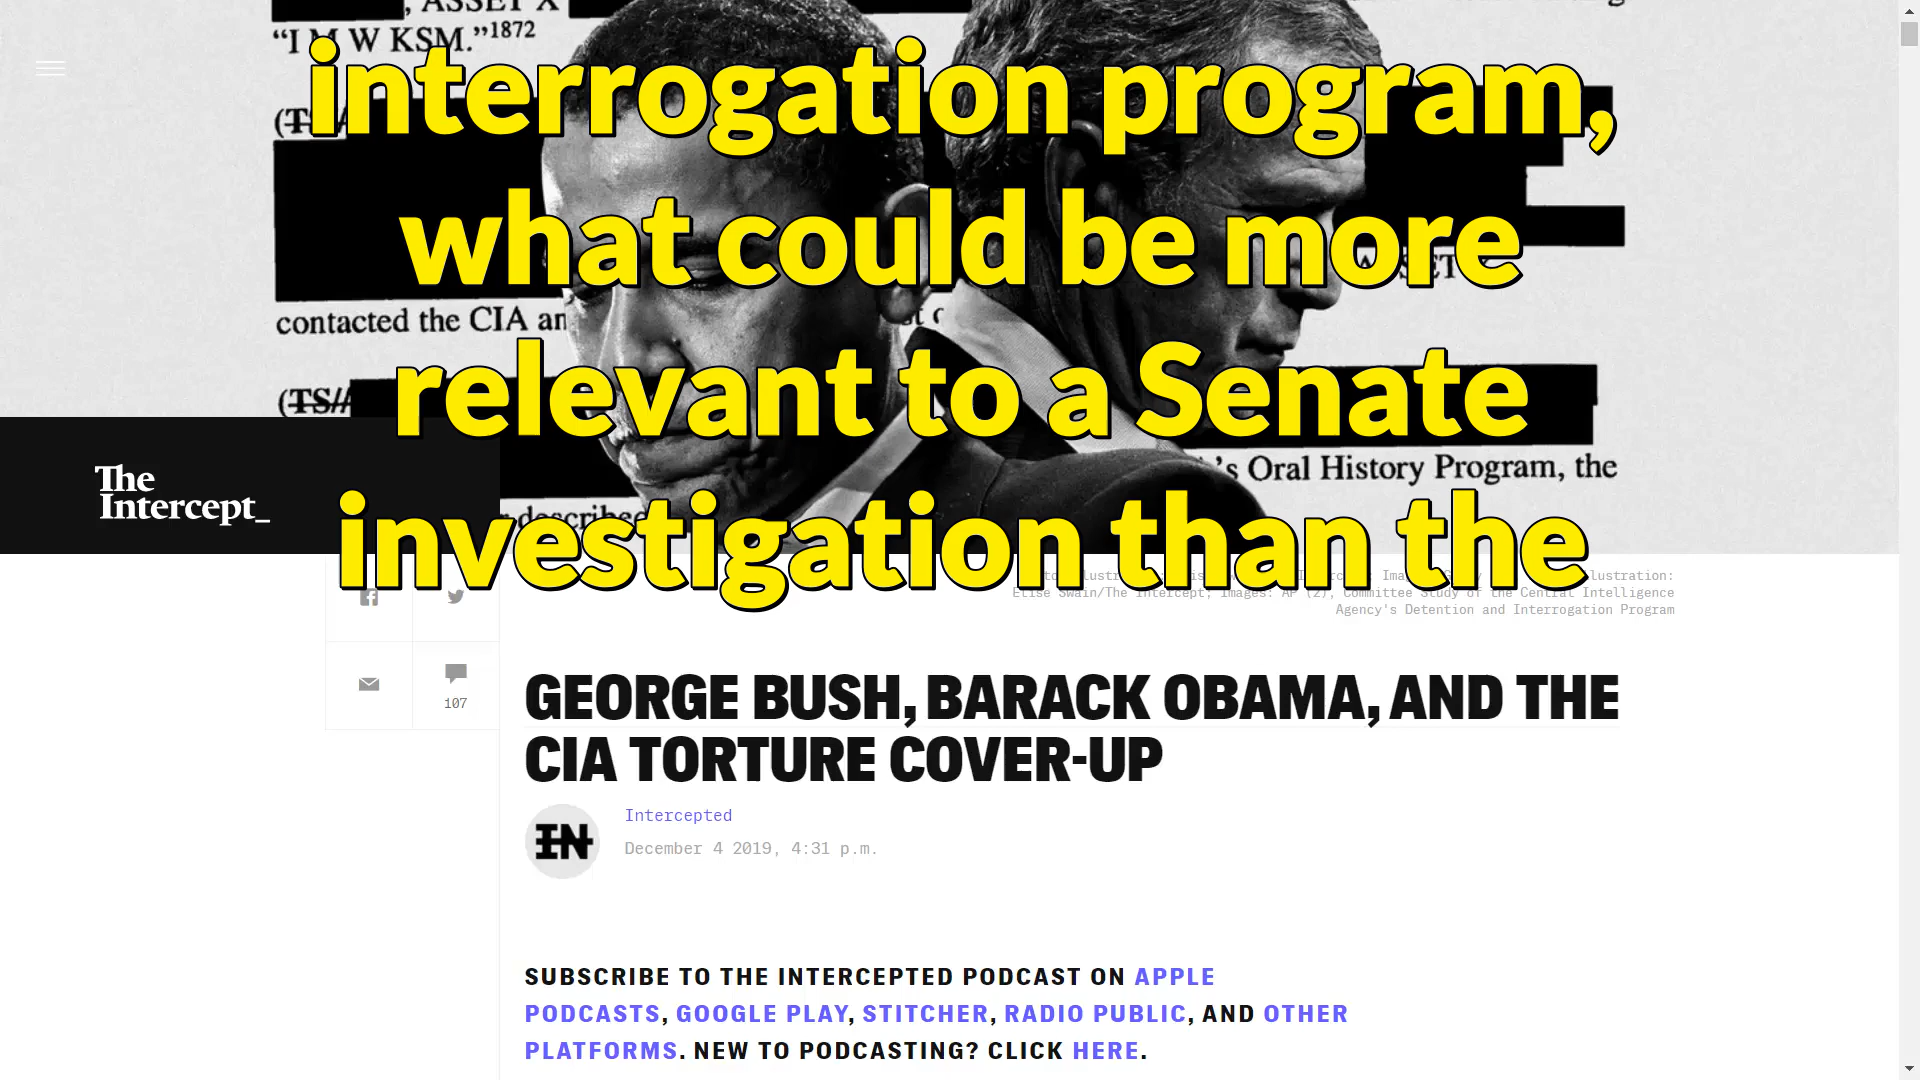 , ASSET X
“I M W KSM.”1872
interrogation program,
what could be more
contacted the CIA an
relevant to a Senate
(TS//
's Oral History Program, the
The
Intercept_
described
investigation than the
Elise Swain/The Intercept; Images: AP (2), Committee Study of the Central Intelligence
Agency's Detention and Interrogation Program
107
GEORGE BUSH, BARACK OBAMA, AND THE
CIA TORTURE COVER-UP
IN
Intercepted
December 4 2019, 4:31 p.m.
SUBSCRIBE TO THE INTERCEPTED PODCAST ON APPLE
PODCASTS, GOOGLE PLAY, STITCHER, RADIO PUBLIC, AND OTHER
PLATFORMS. NEW TO PODCASTING? CLICK HERE.